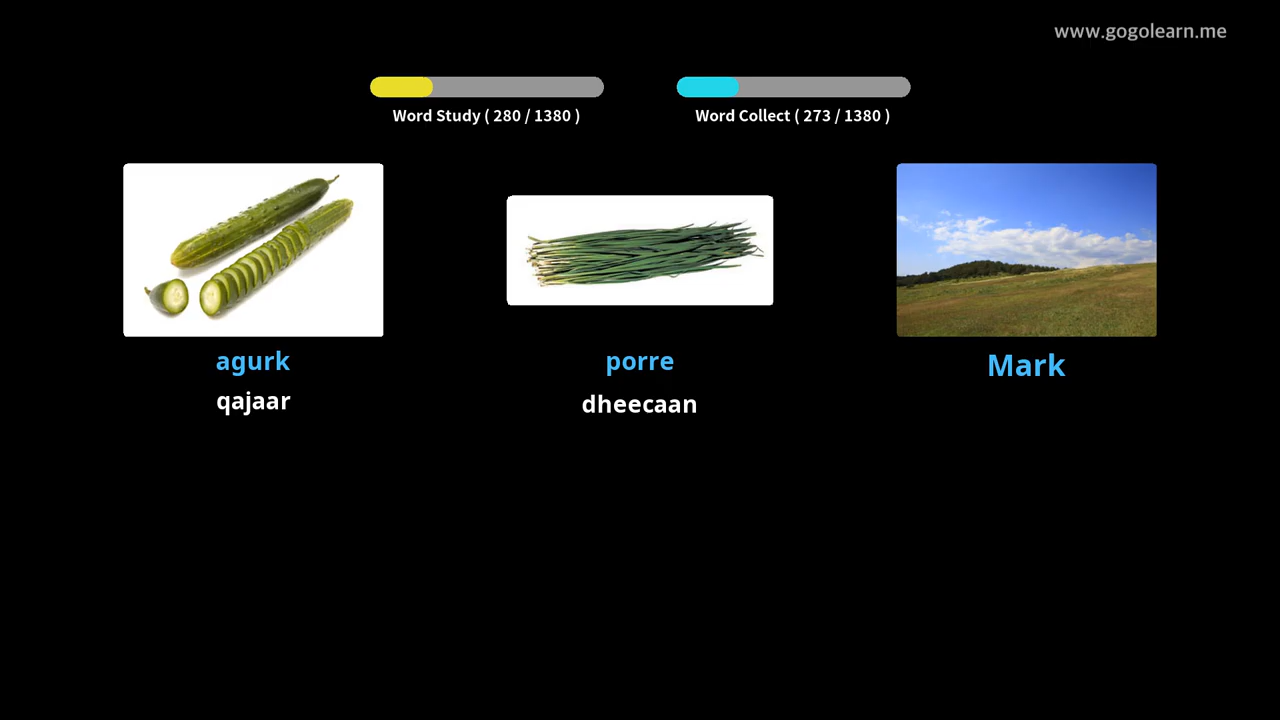 www.gogolearn.me
Word Study ( 280 / 1380 )
Word Collect ( 273 / 1380 )
agurk
qajaar
porre
dheecaan
Mark